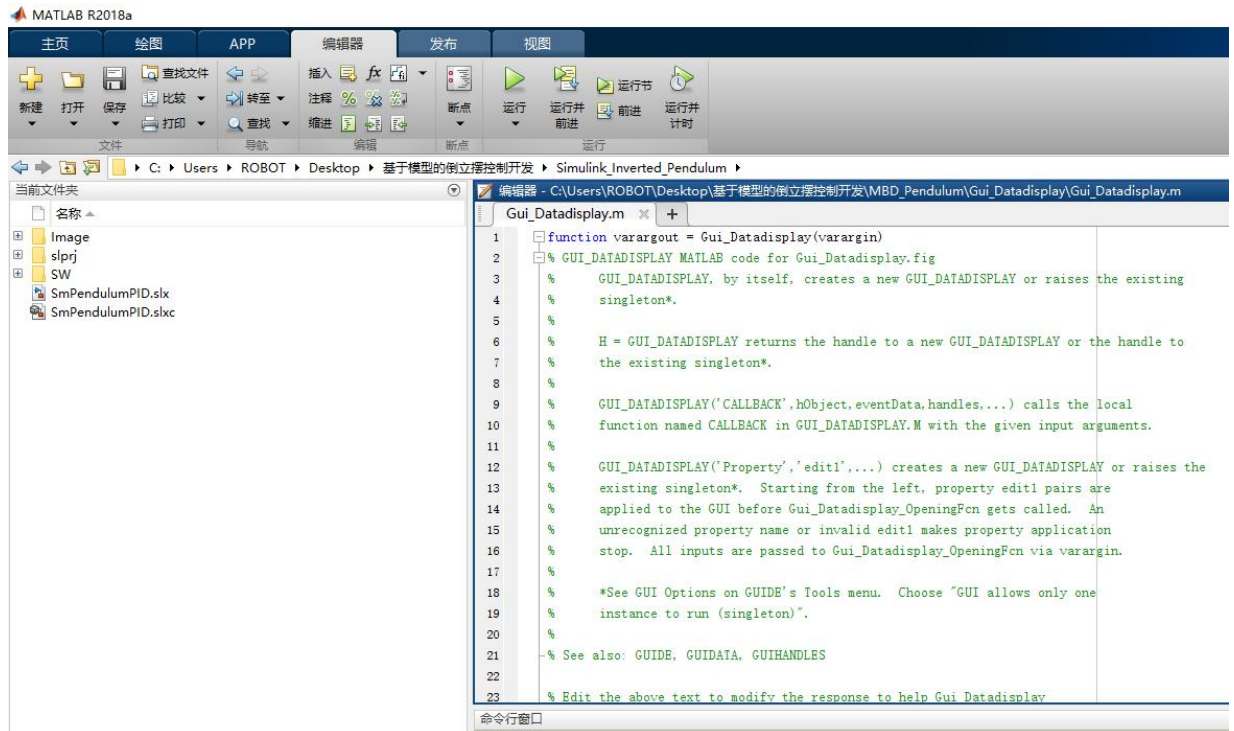 MATLAB R2018a
主页 绘图 APP 编辑器 发布 视图
查找文件 插入 fx 运行节
新建 打开 保存 比较 转至 注释 断点 运行 运行并前进 前进 运行并计时
打印 查找 缩进
文件 导航 编辑 断点 运行
C: Users ROBOT Desktop 基于模型的倒立摆控制开发 Simulink_Inverted_Pendulum
当前文件夹
名称
Image
slprj
SW
SmPendulumPID.slx
SmPendulumPID.slxc
编辑器 - C:\Users\ROBOT\Desktop\基于模型的倒立摆控制开发\MBD_Pendulum\Gui_Datadisplay\Gui_Datadisplay.m
Gui_Datadisplay.m × +
1 function varargout = Gui_Datadisplay(varargin)
2 % GUI_DATADISPLAY MATLAB code for Gui_Datadisplay.fig
3 % GUI_DATADISPLAY, by itself, creates a new GUI_DATADISPLAY or raises the existing
4 % singleton*.
5 %
6 % H = GUI_DATADISPLAY returns the handle to a new GUI_DATADISPLAY or the handle to
7 % the existing singleton*.
8 %
9 % GUI_DATADISPLAY('CALLBACK',hObject,eventData,handles,...) calls the local
10 % function named CALLBACK in GUI_DATADISPLAY.M with the given input arguments.
11 %
12 % GUI_DATADISPLAY('Property','edit1',...) creates a new GUI_DATADISPLAY or raises the
13 % existing singleton*. Starting from the left, property edit1 pairs are
14 % applied to the GUI before Gui_Datadisplay_OpeningFcn gets called. An
15 % unrecognized property name or invalid edit1 makes property application
16 % stop. All inputs are passed to Gui_Datadisplay_OpeningFcn via varargin.
17 %
18 % *See GUI Options on GUIDE's Tools menu. Choose "GUI allows only one
19 % instance to run (singleton)".
20 %
21 % See also: GUIDE, GUIDATA, GUIHANDLES
22
23 % Edit the above text to modify the response to help Gui_Datadisplay
命令行窗口